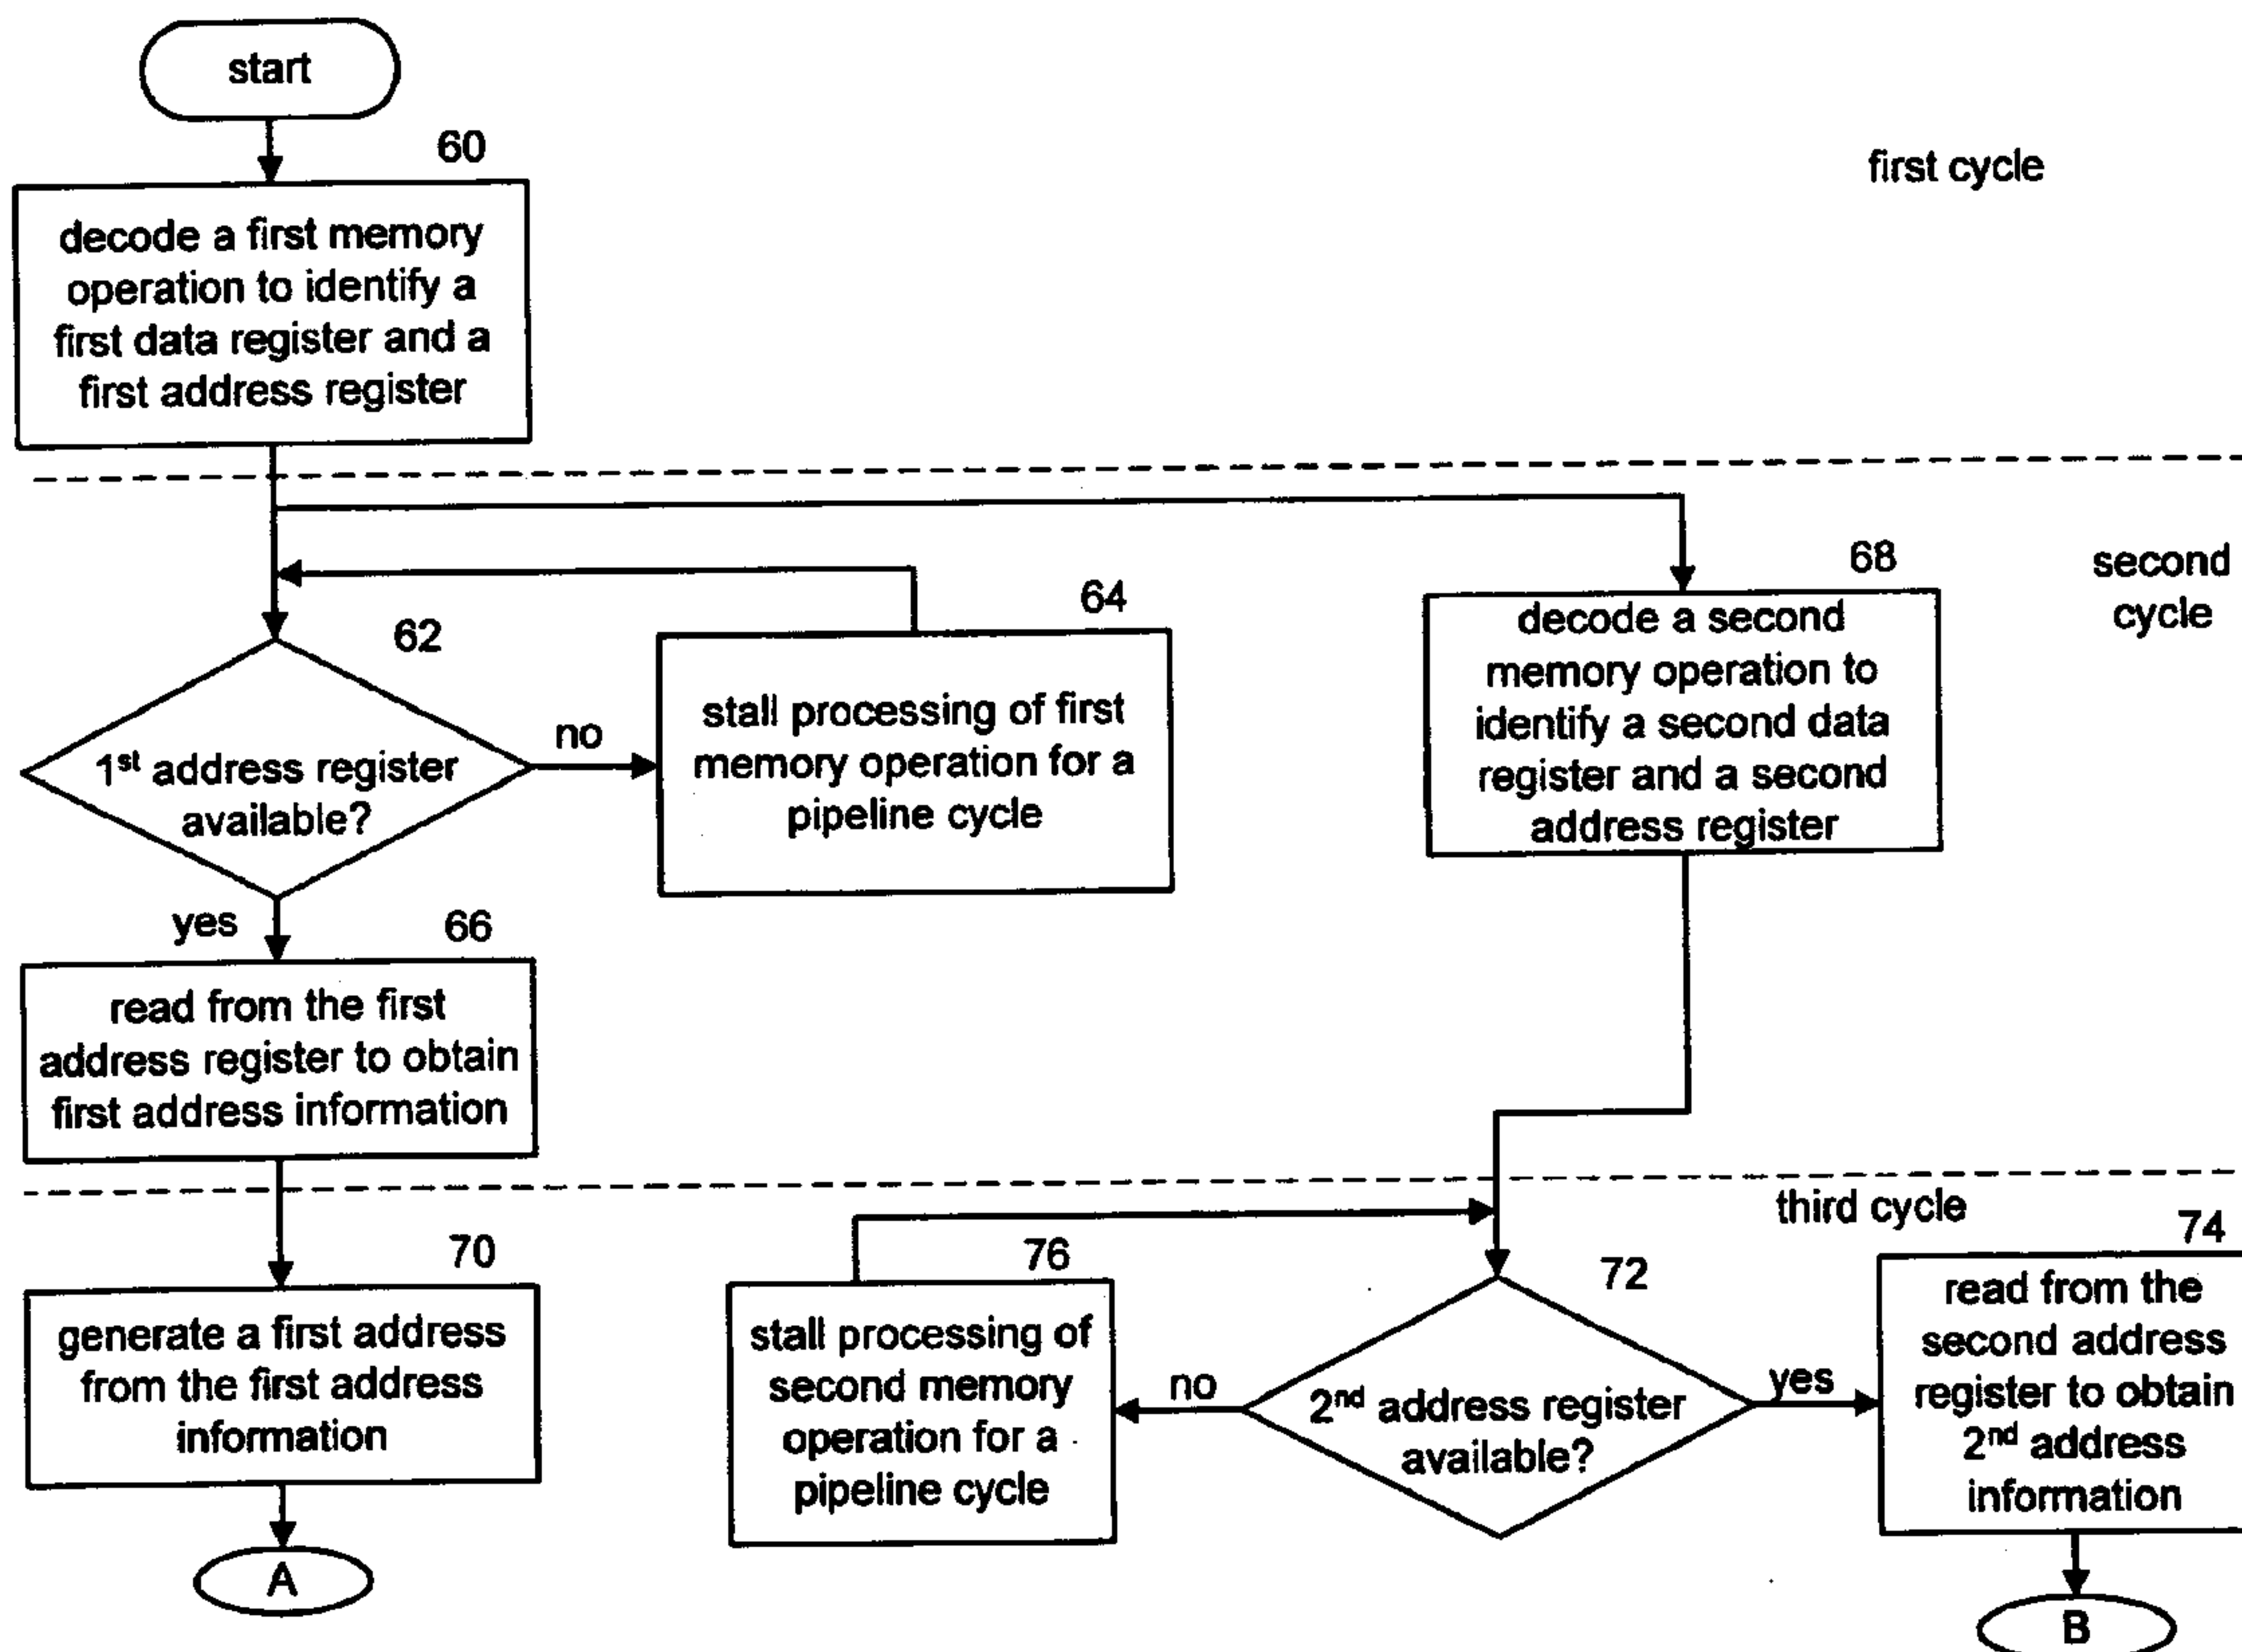 start
60
first cycle
decode a first memory
operation to identify a
first data register and a
first address register
second
cycle
62
1st address register
available?
no
64
stall processing of first
memory operation for a
pipeline cycle
68
decode a second
memory operation to
identify a second data
register and a second
address register
yes
66
read from the first
address register to obtain
first address information
third cycle
70
generate a first address
from the first address
information
A
76
stall processing of
second memory
operation for a
pipeline cycle
no
72
2nd address register
available?
yes
74
read from the
second address
register to obtain
2nd address
information
B